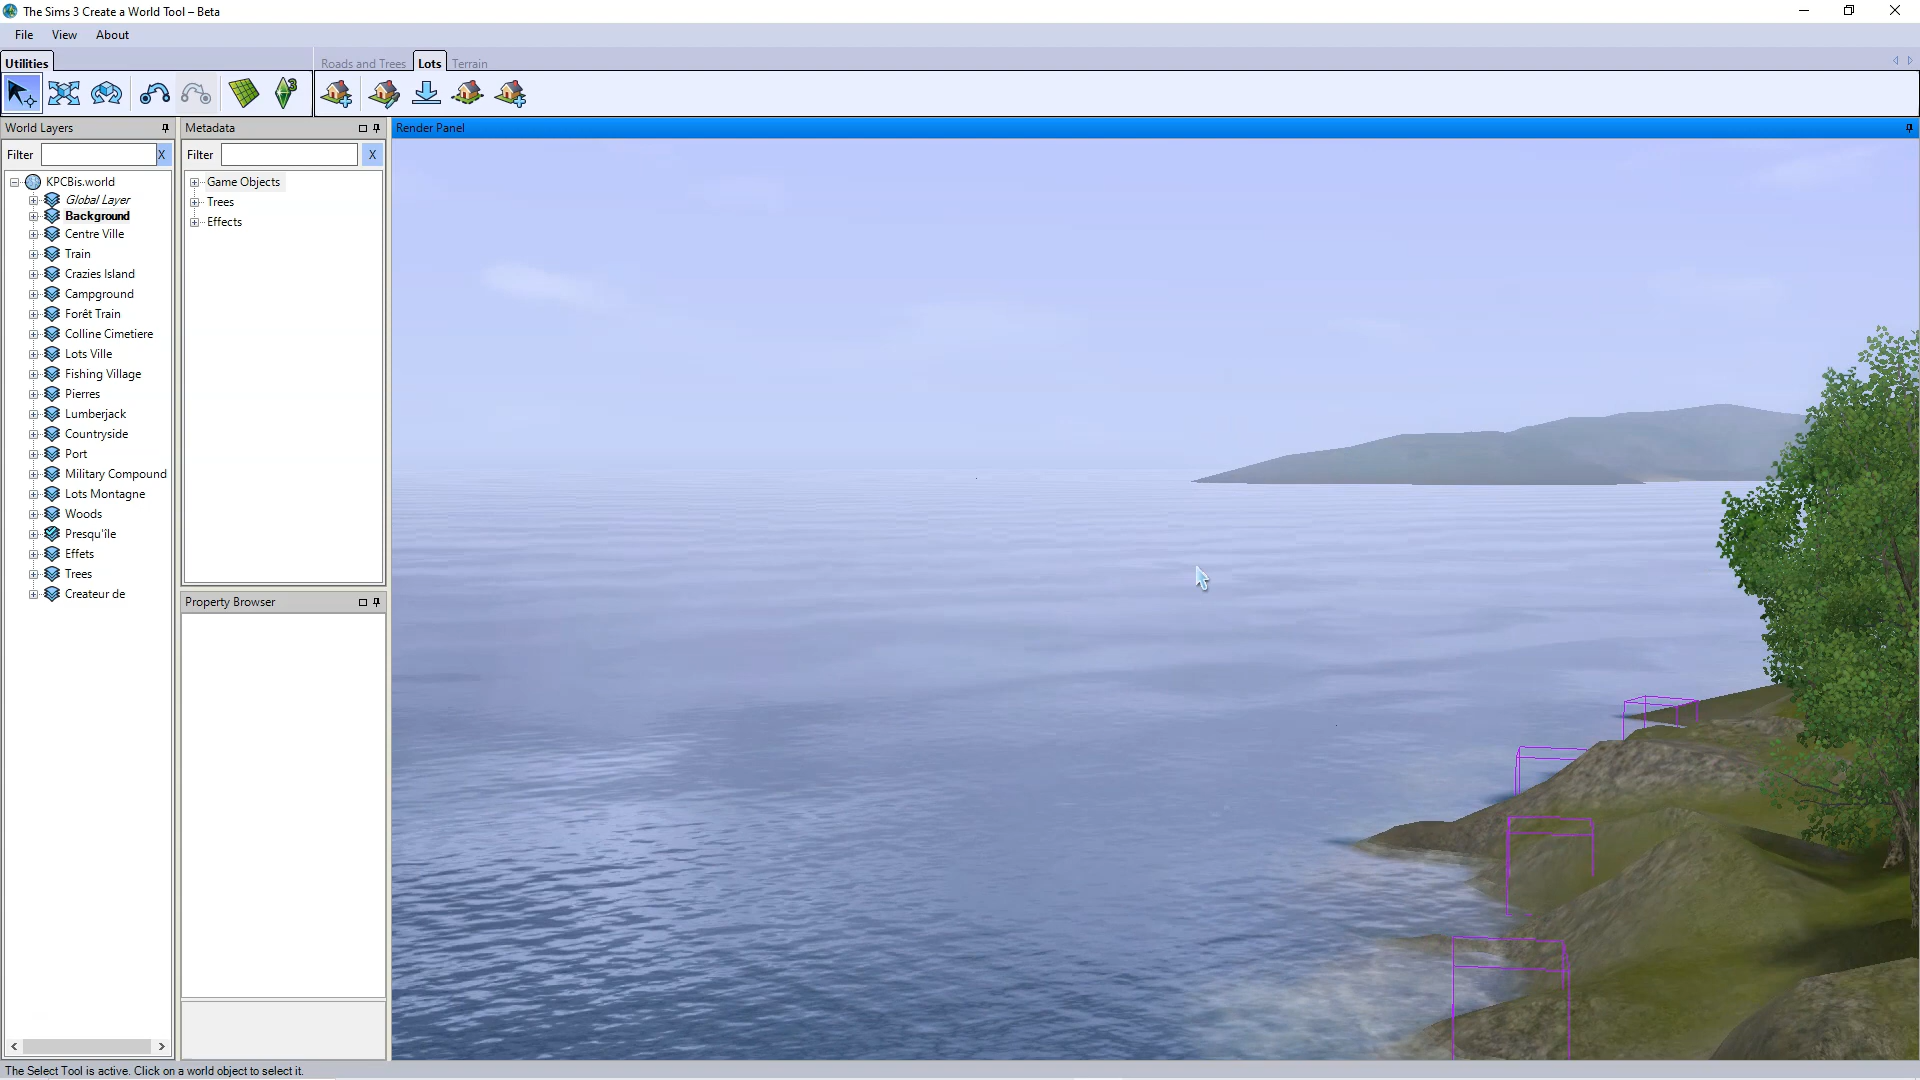 The Sims 3 Create a World Tool – Beta
File View About
Utilities
Roads and Trees Lots Terrain
World Layers
Filter X
KPCBis.world
Global Layer
Background
Centre Ville
Train
Crazies Island
Campground
Forêt Train
Colline Cimetiere
Lots Ville
Fishing Village
Pierres
Lumberjack
Countryside
Port
Military Compound
Lots Montagne
Woods
Presqu'île
Effets
Trees
Createur de
Metadata
Filter X
Game Objects
Trees
Effects
Property Browser
Render Panel
The Select Tool is active. Click on a world object to select it.